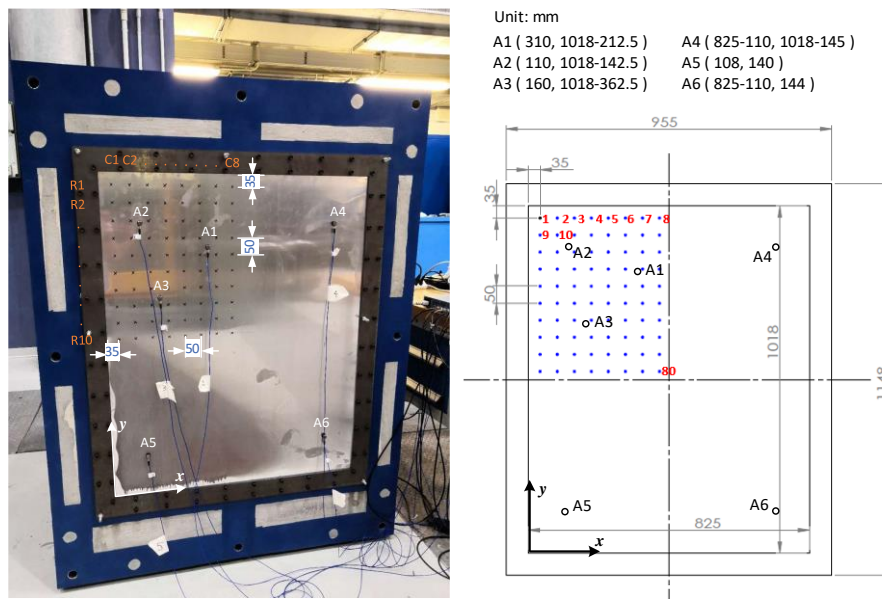 Unit: mm
A1 ( 310, 1018-212.5 ) A4 ( 825-110, 1018-145 )
A2 ( 110, 1018-142.5 ) A5 ( 108, 140 )
A3 ( 160, 1018-362.5 ) A6 ( 825-110, 144 )
C1 C2 C8
R1
R2
R10
35
50
35
50
A2
A1
A4
A3
A5
A6
y
x
955
35
35
1 2 3 4 5 6 7 8
9 10
A2
A1
A4
50
A3
80
1018
1148
A5
A6
y
825
x